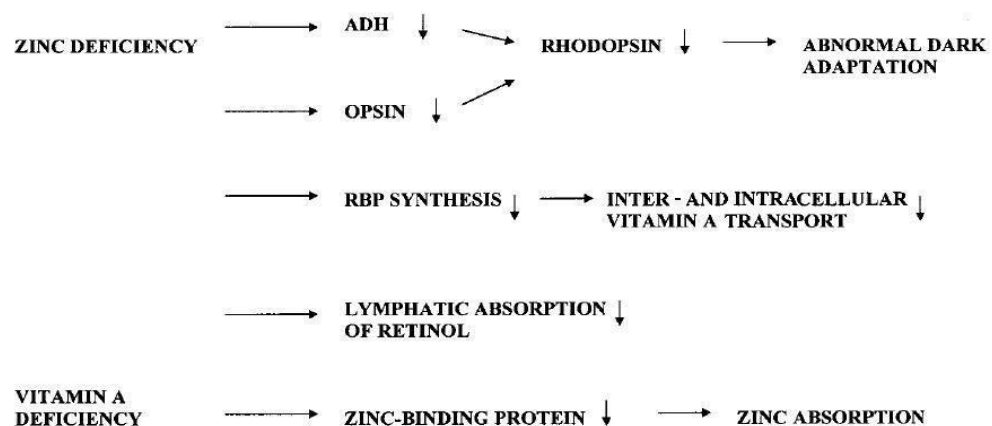 ZINC DEFICIENCY
ADH ↓
OPSIN ↓
RHODOPSIN ↓
ABNORMAL DARK
ADAPTATION
RBP SYNTHESIS ↓
INTER - AND INTRACELLULAR
VITAMIN A TRANSPORT ↓
LYMPHATIC ABSORPTION ↓
OF RETINOL
VITAMIN A
DEFICIENCY
ZINC-BINDING PROTEIN ↓
ZINC ABSORPTION